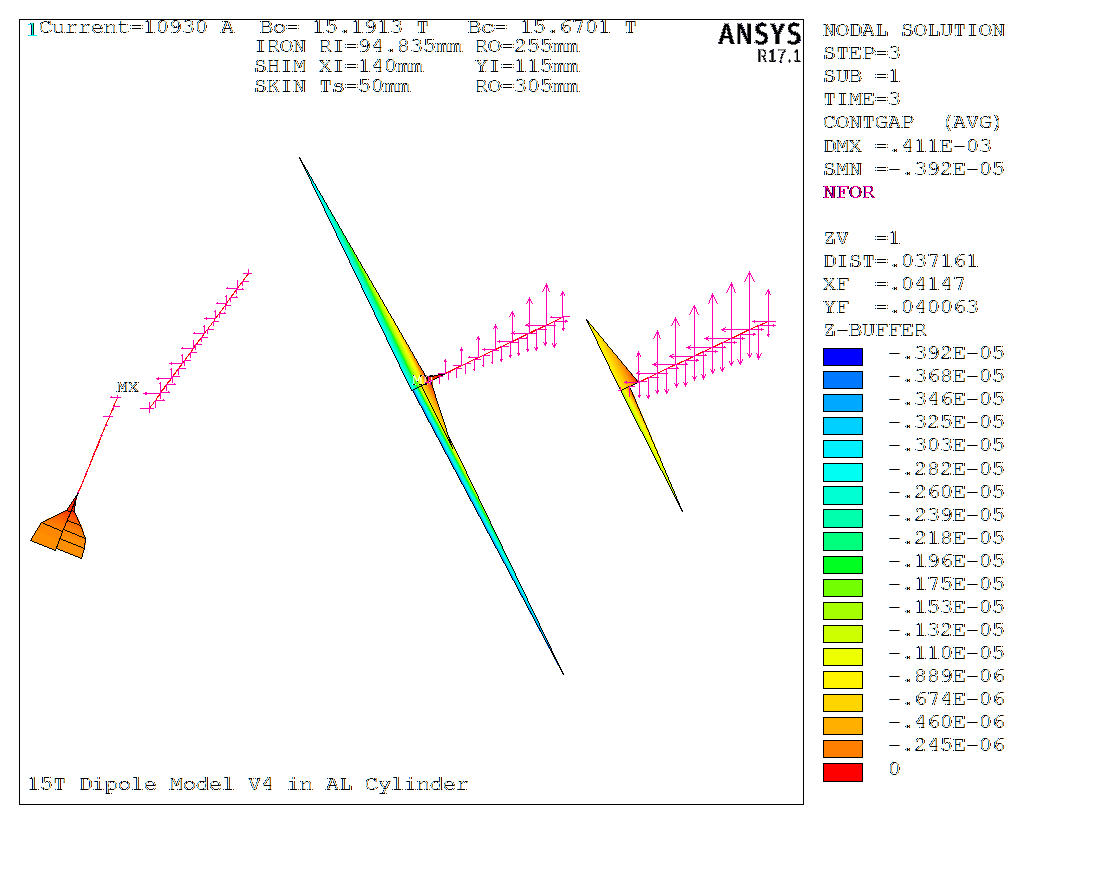 1 Current=10930 A Bo= 15.1913 T Bc= 15.6701 T
IRON RI=94.835mm RO=255mm
SHIM XI=140mm YI=115mm
SKIN Ts=50mm RO=305mm
ANSYS
R17.1
MX
15T Dipole Model V4 in AL Cylinder
NODAL SOLUTION
STEP=3
SUB =1
TIME=3
CONTGAP (AVG)
DMX =.411E-03
SMN =-.392E-05
NFOR
ZV =1
DIST=.037161
XF =.04147
YF =.040063
Z-BUFFER
-.392E-05
-.368E-05
-.346E-05
-.325E-05
-.303E-05
-.282E-05
-.260E-05
-.239E-05
-.218E-05
-.196E-05
-.175E-05
-.153E-05
-.132E-05
-.110E-05
-.889E-06
-.674E-06
-.460E-06
-.245E-06
0